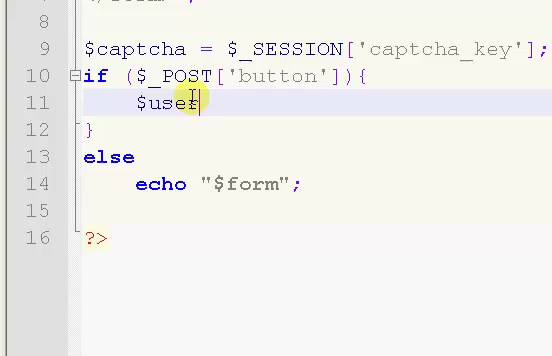 8
9 $captcha = $_SESSION['captcha_key'];
10 if ($_POST['button']){
11 $user
12 }
13 else
14 echo "$form";
15
16 ?>